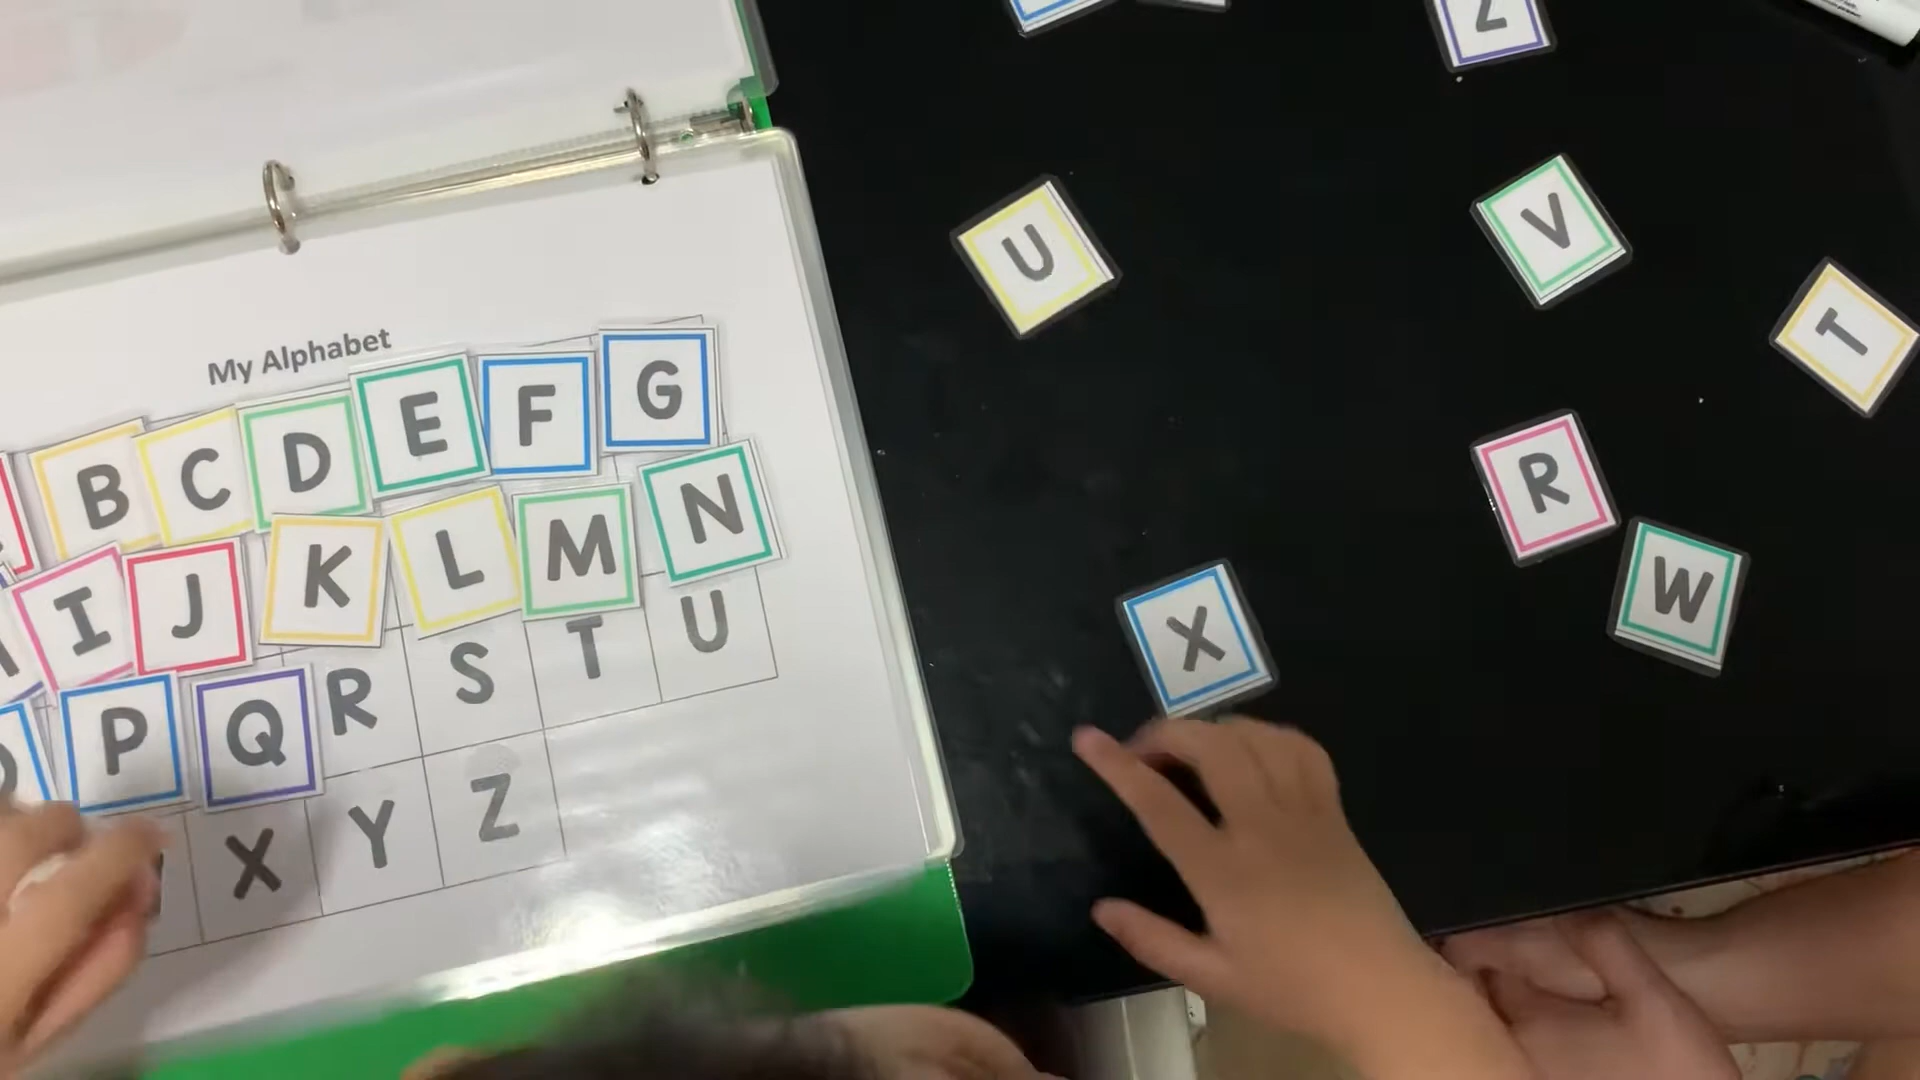 My Alphabet
B C D E F G
I J K L M N
P Q R S T U
X Y Z
Z
U
V
T
R
W
X